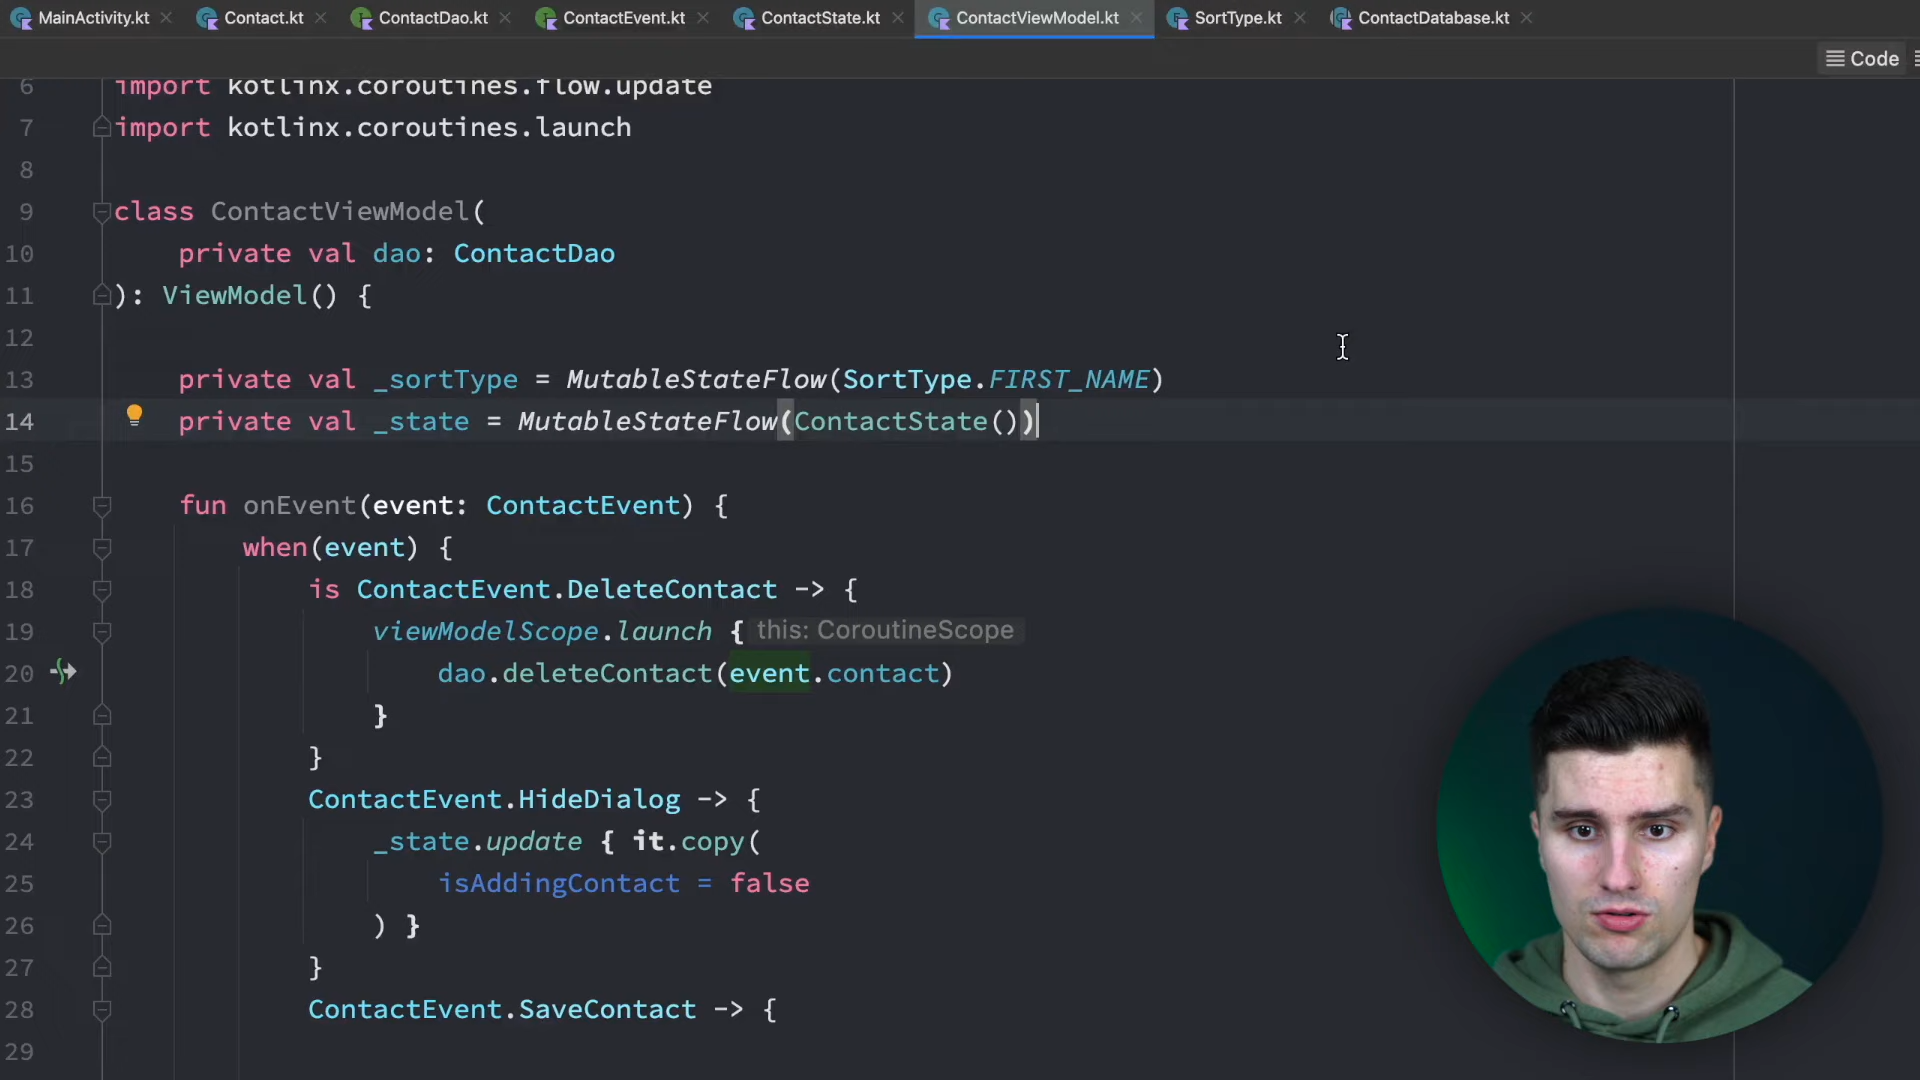 MainActivity.kt Contact.kt ContactDao.kt ContactEvent.kt ContactState.kt ContactViewModel.kt SortType.kt ContactDatabase.kt
Code
6 import kotlinx.coroutines.flow.update
7 import kotlinx.coroutines.launch
8
9 class ContactViewModel(
10 private val dao: ContactDao
11 ): ViewModel() {
12
13 private val _sortType = MutableStateFlow(SortType.FIRST_NAME)
14 private val _state = MutableStateFlow(ContactState())
15
16 fun onEvent(event: ContactEvent) {
17 when(event) {
18 is ContactEvent.DeleteContact -> {
19 viewModelScope.launch { this: CoroutineScope
20 dao.deleteContact(event.contact)
21 }
22 }
23 ContactEvent.HideDialog -> {
24 _state.update { it.copy(
25 isAddingContact = false
26 ) }
27 }
28 ContactEvent.SaveContact -> {
29